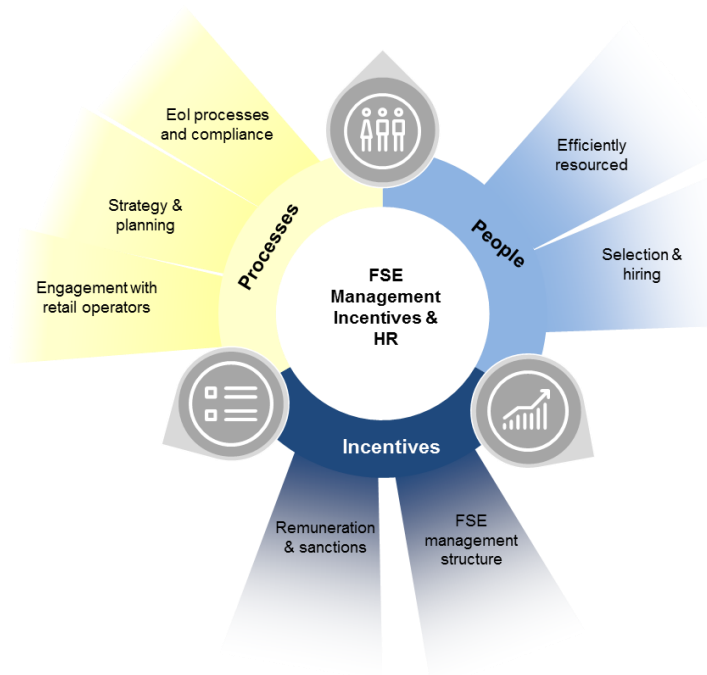 EoI processes
and compliance
Strategy &
planning
Engagement with
retail operators
Processes
People
Efficiently
resourced
Selection &
hiring
FSE
Management
Incentives &
HR
Incentives
Remuneration
& sanctions
FSE
management
structure